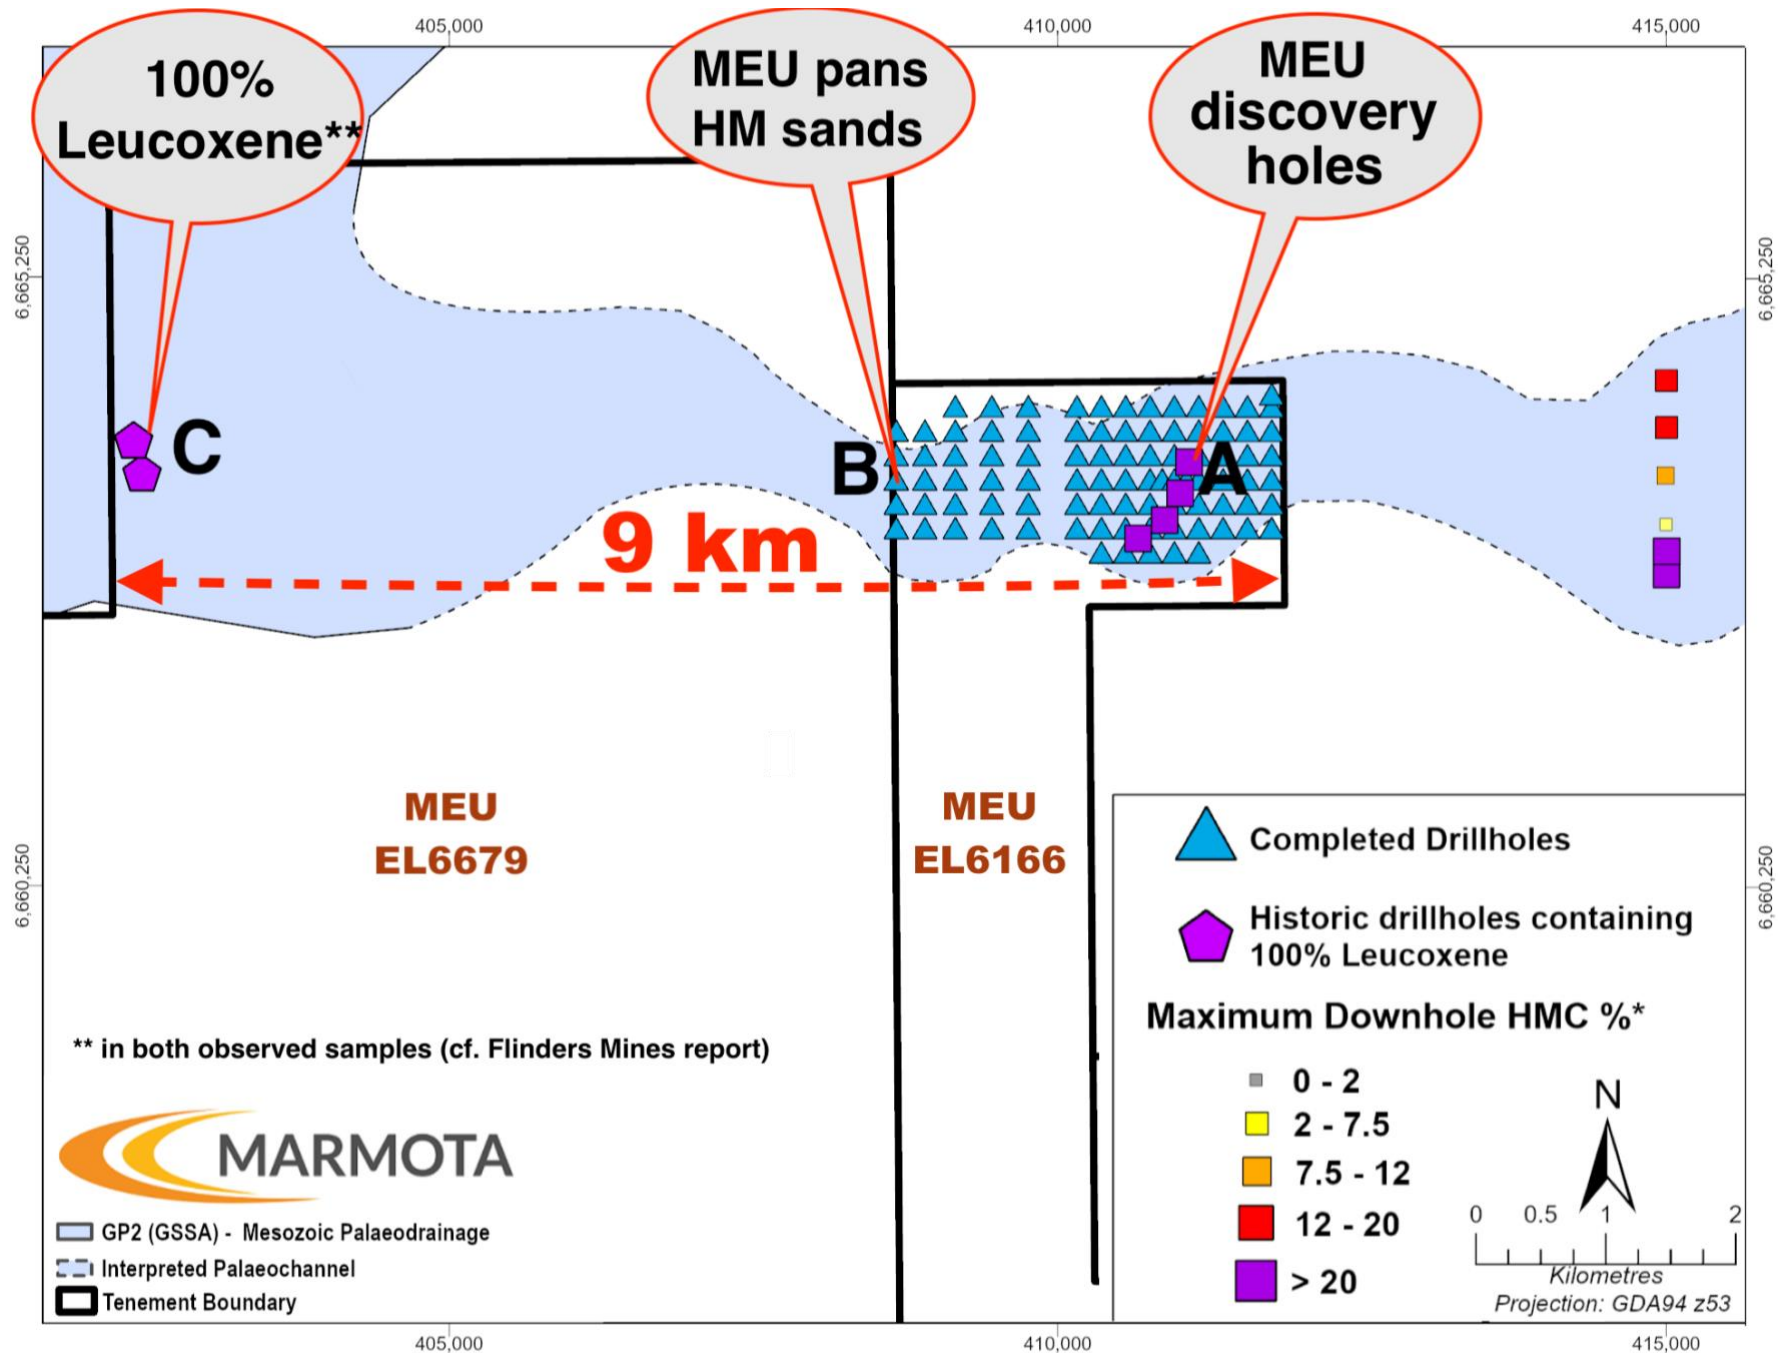 405,000
410,000
415,000
100%
Leucoxene**
MEU pans
HM sands
MEU
discovery
holes
6,665,250
6,665,250
C
B
A
9 km
MEU
EL6679
MEU
EL6166
6,660,250
6,660,250
Completed Drillholes
Historic drillholes containing
100% Leucoxene
Maximum Downhole HMC %*
0 - 2
2 - 7.5
7.5 - 12
12 - 20
> 20
N
0 0.5 1 2
Kilometres
Projection: GDA94 z53
** in both observed samples (cf. Flinders Mines report)
MARMOTA
GP2 (GSSA) - Mesozoic Palaeodrainage
Interpreted Palaeochannel
Tenement Boundary
405,000
410,000
415,000